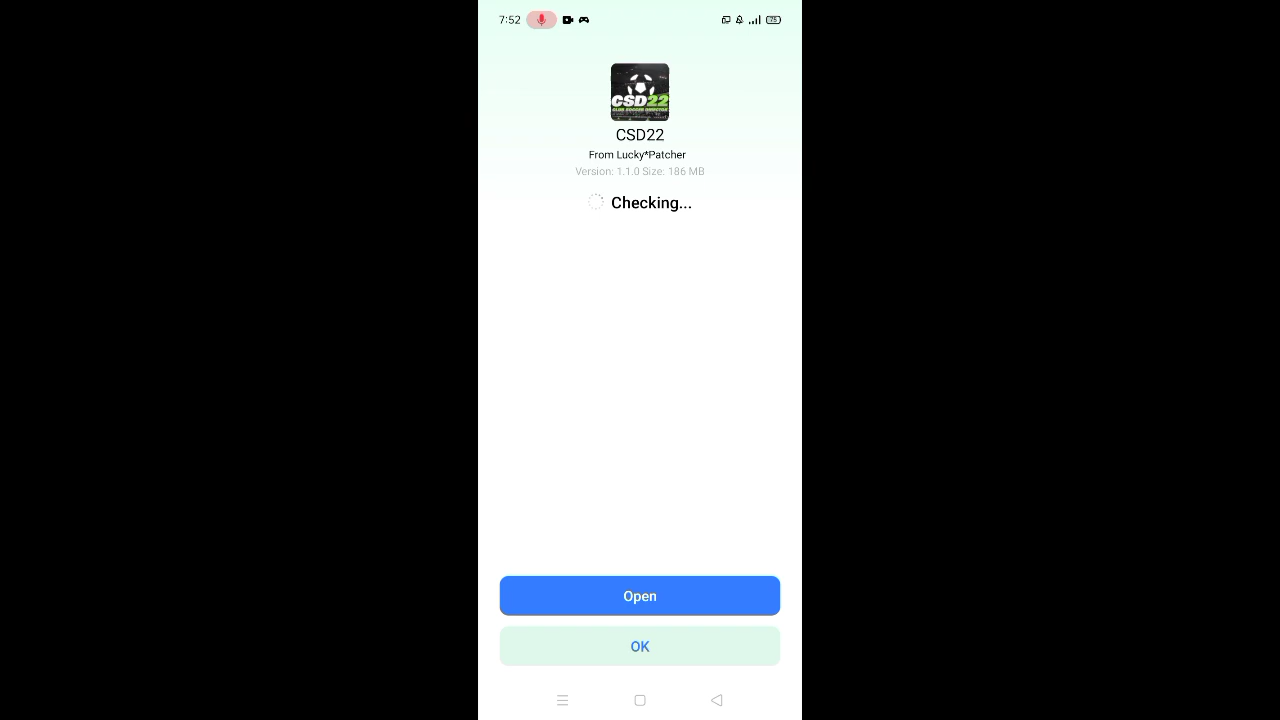 7:52
75
CSD22
CLUB SOCCER DIRECTOR
CSD22
From Lucky*Patcher
Version: 1.1.0 Size: 186 MB
Checking...
Open
OK